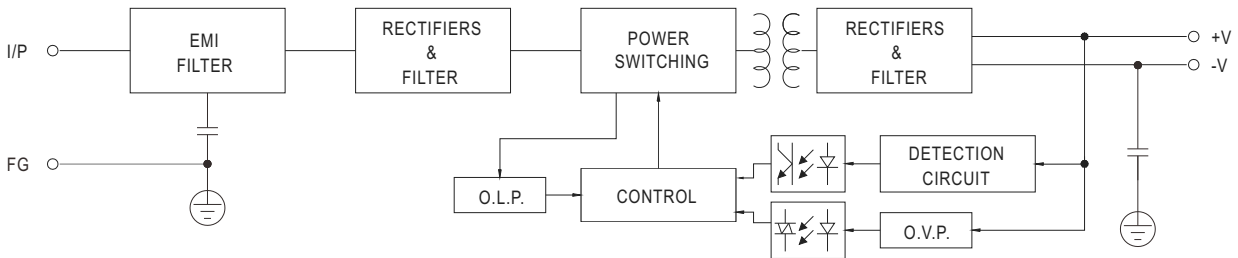 I/P
EMI
FILTER
RECTIFIERS
&
FILTER
POWER
SWITCHING
RECTIFIERS
&
FILTER
+V
-V
FG
O.L.P.
CONTROL
DETECTION
CIRCUIT
O.V.P.